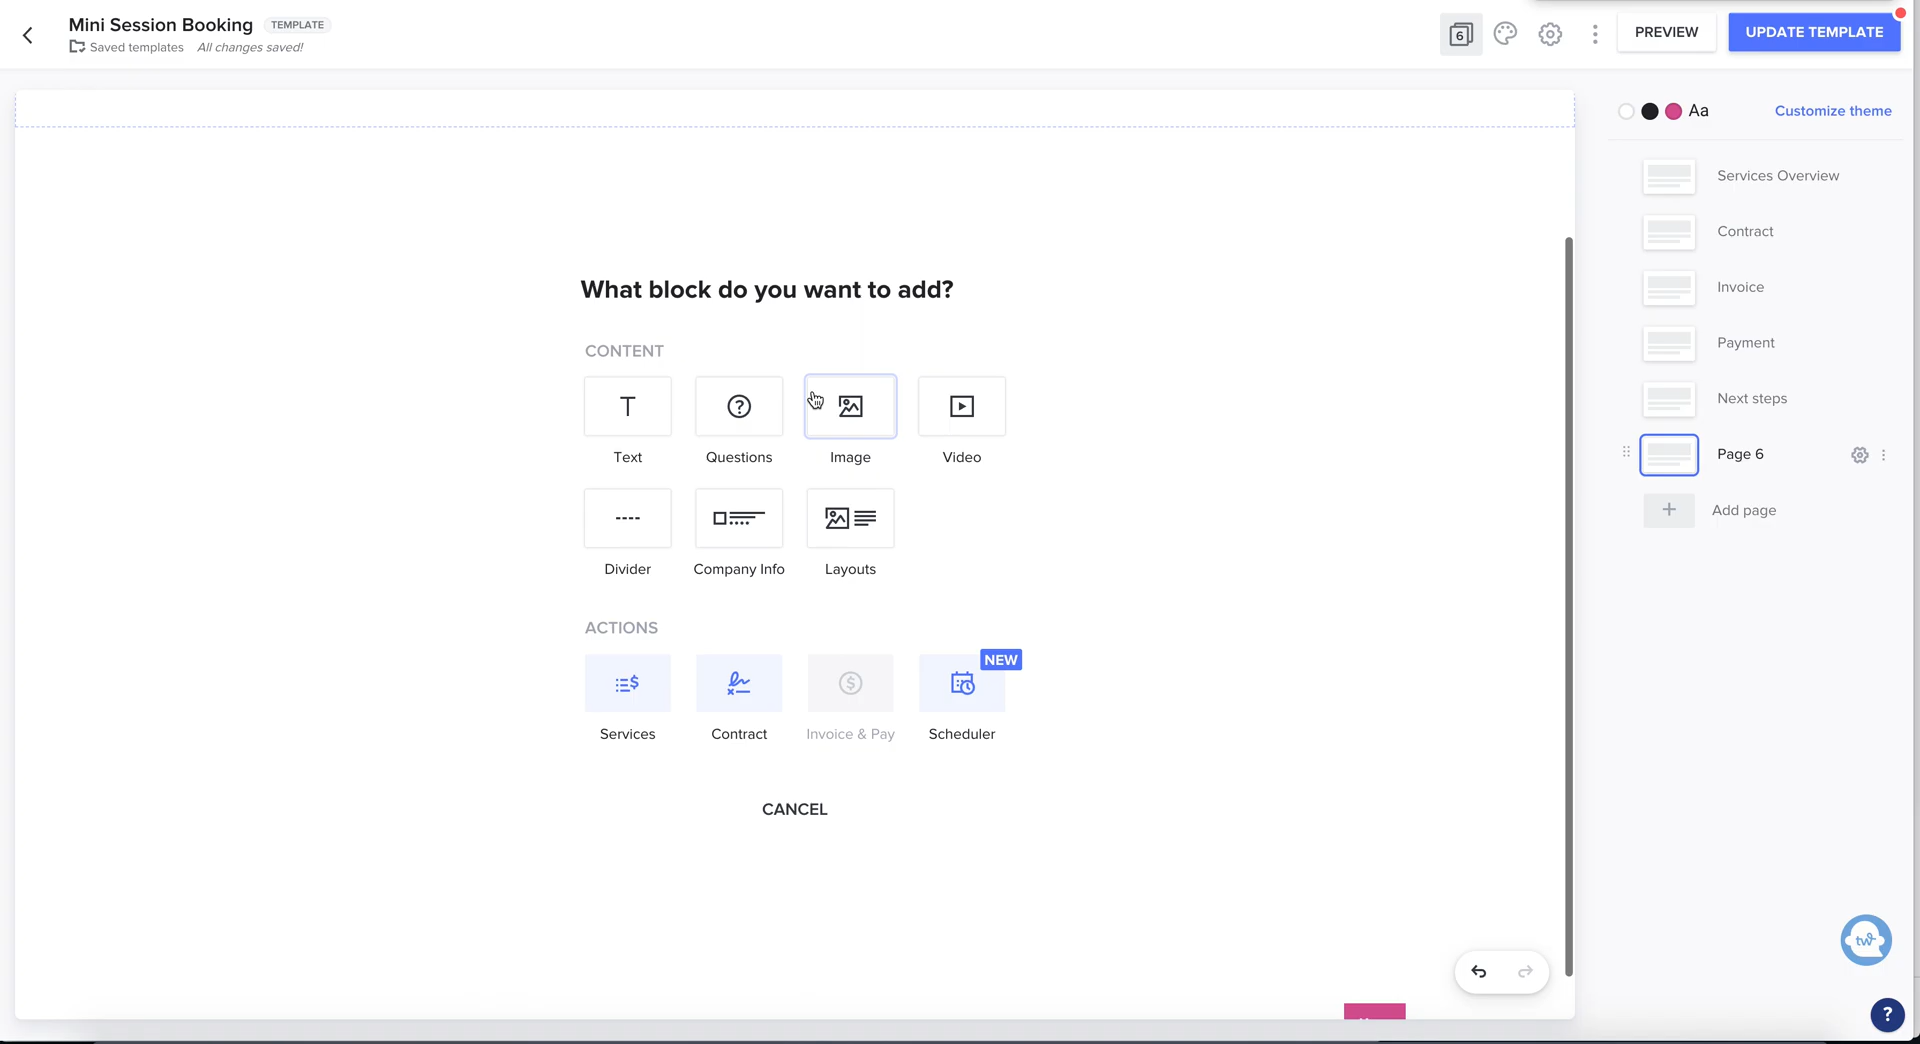 Mini Session Booking TEMPLATE
Saved templates All changes saved!
6
PREVIEW
UPDATE TEMPLATE
Aa
Customize theme
Services Overview
Contract
Invoice
Payment
Next steps
Page 6
+ Add page
What block do you want to add?
CONTENT
T
?
Text
Questions
Image
Video
Divider
Company Info
Layouts
ACTIONS
NEW
$
x
$
Services
Contract
Invoice & Pay
Scheduler
CANCEL
tw
?